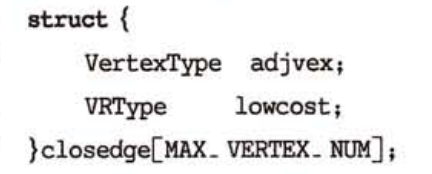 struct {
VertexType adjvex;
VRType lowcost;
}closedge[MAX_VERTEX_NUM];